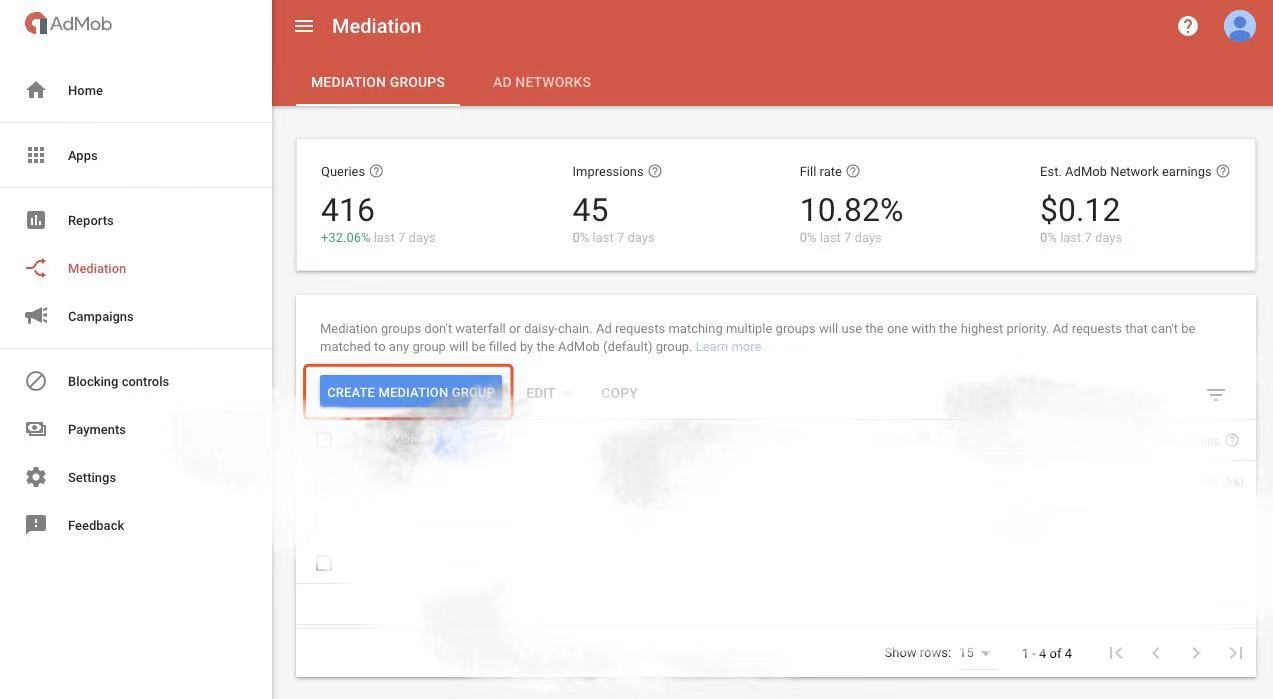 AdMob
Mediation
MEDIATION GROUPS
AD NETWORKS
Home
Apps
Reports
Mediation
Campaigns
Blocking controls
Payments
Settings
Feedback
Queries
416
+32.06% last 7 days
Impressions
45
0% last 7 days
Fill rate
10.82%
0% last 7 days
Est. AdMob Network earnings
$0.12
0% last 7 days
Mediation groups don't waterfall or daisy-chain. Ad requests matching multiple groups will use the one with the highest priority. Ad requests that can't be
matched to any group will be filled by the AdMob (default) group. Learn more
CREATE MEDIATION GROUP
EDIT
COPY
Show rows: 15
1 - 4 of 4